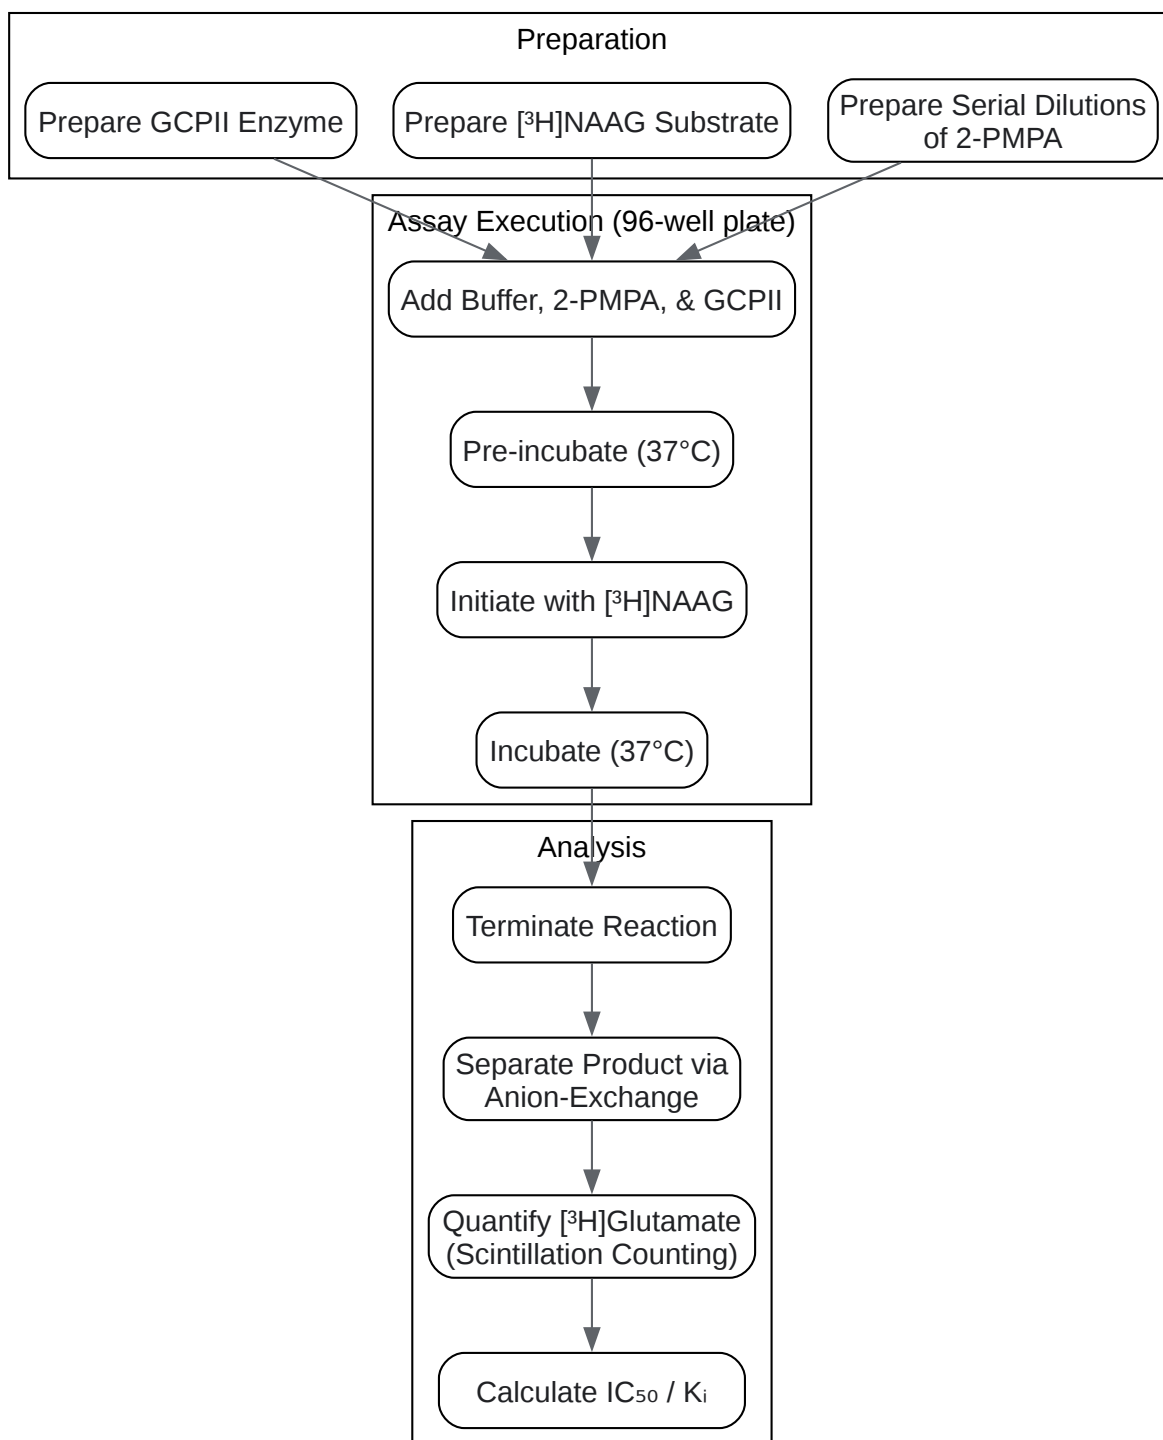 Preparation
Prepare GCPII Enzyme
Prepare [³H]NAAG Substrate
Prepare Serial Dilutions
of 2-PMPA
Assay Execution (96-well plate)
Add Buffer, 2-PMPA, & GCPII
Pre-incubate (37°C)
Initiate with [³H]NAAG
Incubate (37°C)
Analysis
Terminate Reaction
Separate Product via
Anion-Exchange
Quantify [³H]Glutamate
(Scintillation Counting)
Calculate IC₅₀ / Kᵢ